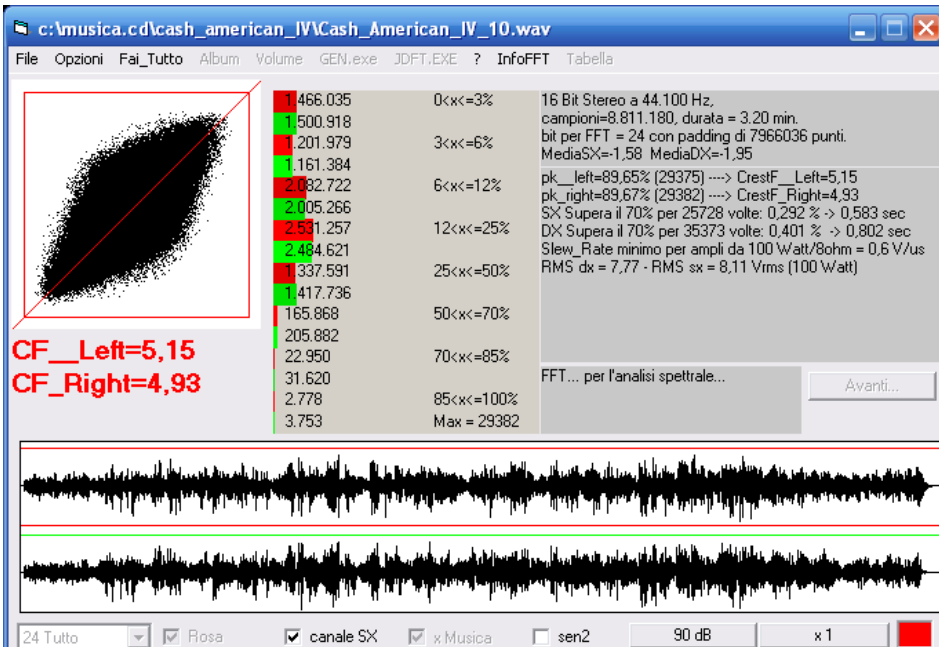 c:\musica.cd\cash_american_IV\Cash_American_IV_10.wav
File Opzioni Fai_Tutto Album Volume GEN.exe JDFT.EXE ? InfoFFT Tabella
1.466.035 0<x<=3%
1.500.918
1.201.979 3<x<=6%
1.161.384
2.082.722 6<x<=12%
2.005.266
2.531.257 12<x<=25%
2.484.621
1.337.591 25<x<=50%
1.417.736
165.868 50<x<=70%
205.882
22.950 70<x<=85%
31.620
2.778 85<x<=100%
3.753 Max = 29382
16 Bit Stereo a 44.100 Hz,
campioni=8.811.180, durata = 3.20 min.
bit per FFT = 24 con padding di 7966036 punti.
MediaSX=-1,58 MediaDX=-1,95
pk__left=89,65% (29375) ----> CrestF__Left=5,15
pk_right=89,67% (29382) ----> CrestF_Right=4,93
SX Supera il 70% per 25728 volte: 0,292 % -> 0,583 sec
DX Supera il 70% per 35373 volte: 0,401 % -> 0,802 sec
Slew_Rate minimo per ampli da 100 Watt/8ohm = 0,6 V/us
RMS dx = 7,77 - RMS sx = 8,11 Vrms (100 Watt)
CF__Left=5,15
CF_Right=4,93
FFT... per l'analisi spettrale...
Avanti...
24 Tutto Rosa canale SX x Musica sen2 90 dB x 1